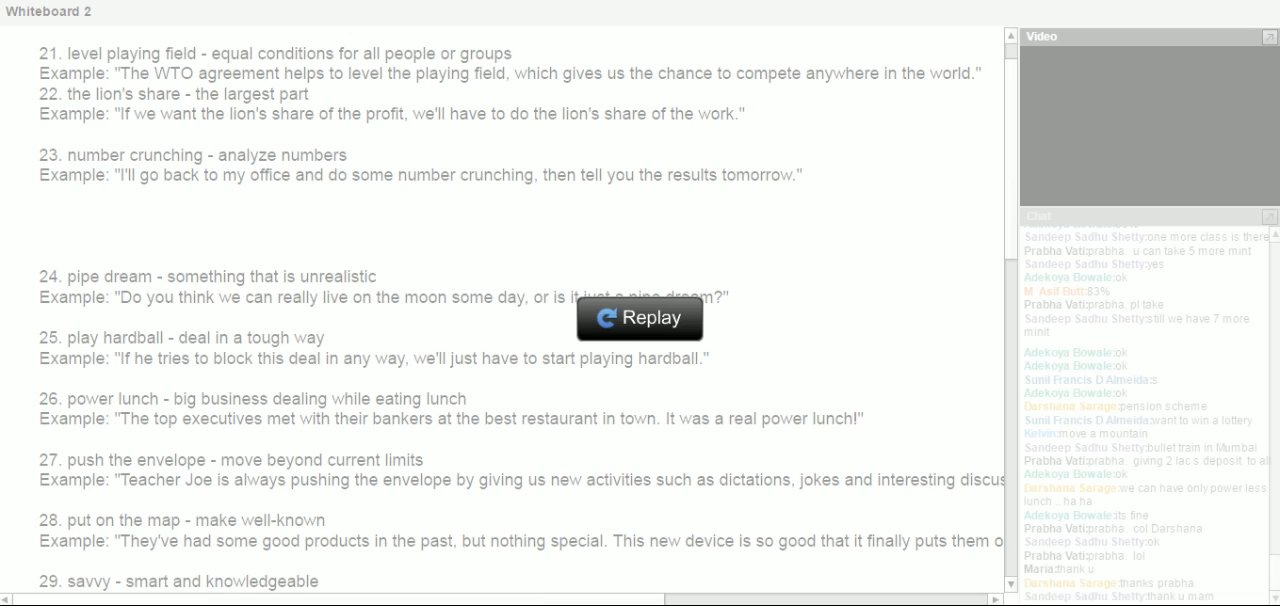 Whiteboard 2
21. level playing field - equal conditions for all people or groups
Example: "The WTO agreement helps to level the playing field, which gives us the chance to compete anywhere in the world."
22. the lion's share - the largest part
Example: "If we want the lion's share of the profit, we'll have to do the lion's share of the work."
23. number crunching - analyze numbers
Example: "I'll go back to my office and do some number crunching, then tell you the results tomorrow."
24. pipe dream - something that is unrealistic
Example: "Do you think we can really live on the moon some day, or is it just a pipe dream?"
25. play hardball - deal in a tough way
Example: "If he tries to block this deal in any way, we'll just have to start playing hardball."
26. power lunch - big business dealing while eating lunch
Example: "The top executives met with their bankers at the best restaurant in town. It was a real power lunch!"
27. push the envelope - move beyond current limits
Example: "Teacher Joe is always pushing the envelope by giving us new activities such as dictations, jokes and interesting discus
28. put on the map - make well-known
Example: "They've had some good products in the past, but nothing special. This new device is so good that it finally puts them o
29. savvy - smart and knowledgeable
Replay
Video
Chat
Sandeep Sadhu Shetty:one more class is there
Prabha Vati:prabha. u can take 5 more mint
Sandeep Sadhu Shetty:yes
Adekoya Bowale:ok
M. Asif Butt:83%
Prabha Vati:prabha. pl take
Sandeep Sadhu Shetty:still we have 7 more
minit
Adekoya Bowale:ok
Adekoya Bowale:ok
Sunil Francis D Almeida:s
Adekoya Bowale:ok
Darshana Sarage:pension scheme
Sunil Francis D Almeida:want to win a lottery
Kelvin:move a mountain
Sandeep Sadhu Shetty:bullet train in Mumbai
Prabha Vati:prabha. giving 2 lac s deposit to all
Adekoya Bowale:ok
Darshana Sarage:we can have only power less
lunch .. ha ha
Adekoya Bowale:its fine
Prabha Vati:prabha. col Darshana
Sandeep Sadhu Shetty:ok
Prabha Vati:prabha. lol
Maria:thank u
Darshana Sarage:thanks prabha
Sandeep Sadhu Shetty:thank u mam